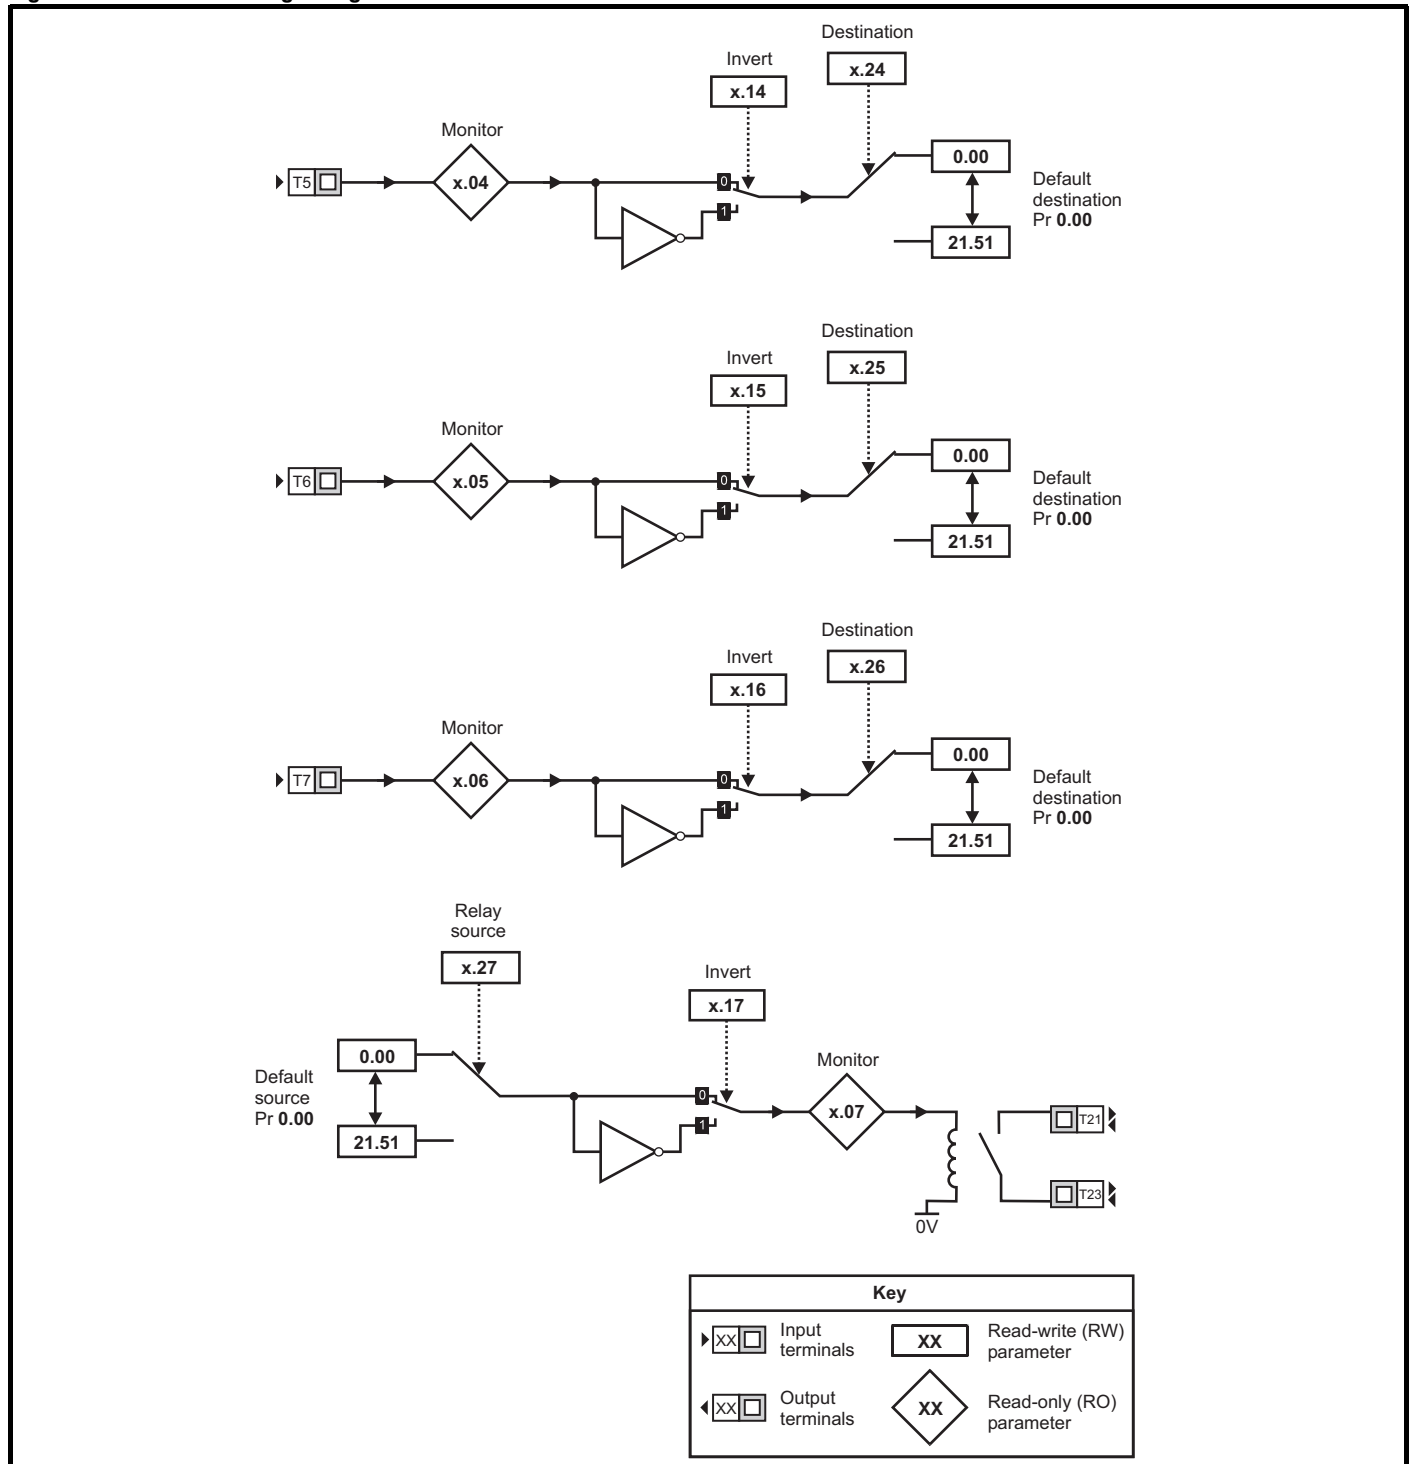 Destination
Invert
x.24
x.14
Monitor
0.00
T5
x.04
0
Default
destination
Pr 0.00
1
21.51
Destination
Invert
x.25
x.15
Monitor
0.00
T6
x.05
0
Default
destination
Pr 0.00
1
21.51
Destination
Invert
x.26
x.16
Monitor
0.00
T7
x.06
0
Default
destination
Pr 0.00
1
21.51
Relay
source
x.27
Invert
x.17
0.00
Monitor
Default
source
Pr 0.00
0
x.07
T21
1
21.51
T23
0V
Key
XX
Input
terminals
XX
Read-write (RW)
parameter
XX
Output
terminals
XX
Read-only (RO)
parameter